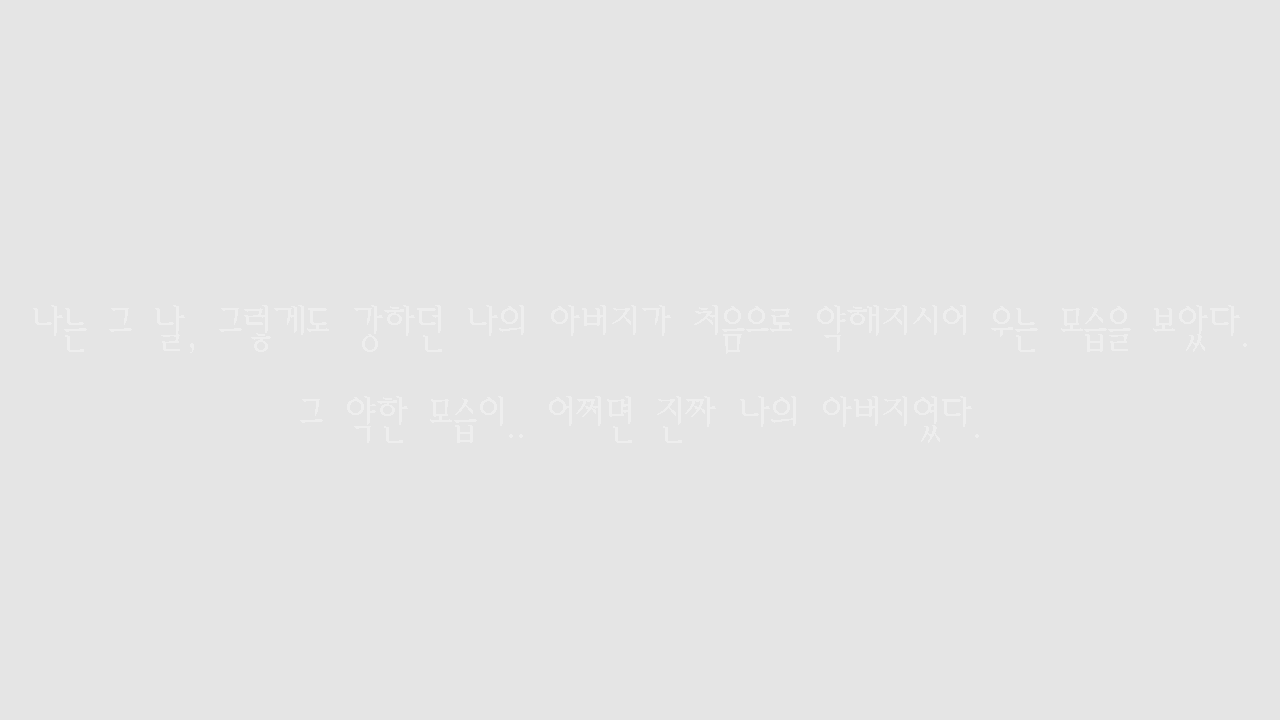 나는 그 날, 그렇게도 강하던 나의 아버지가 처음으로 약해지시어 우는 모습을 보았다.
그 약한 모습이.. 어쩌면 진짜 나의 아버지였다.